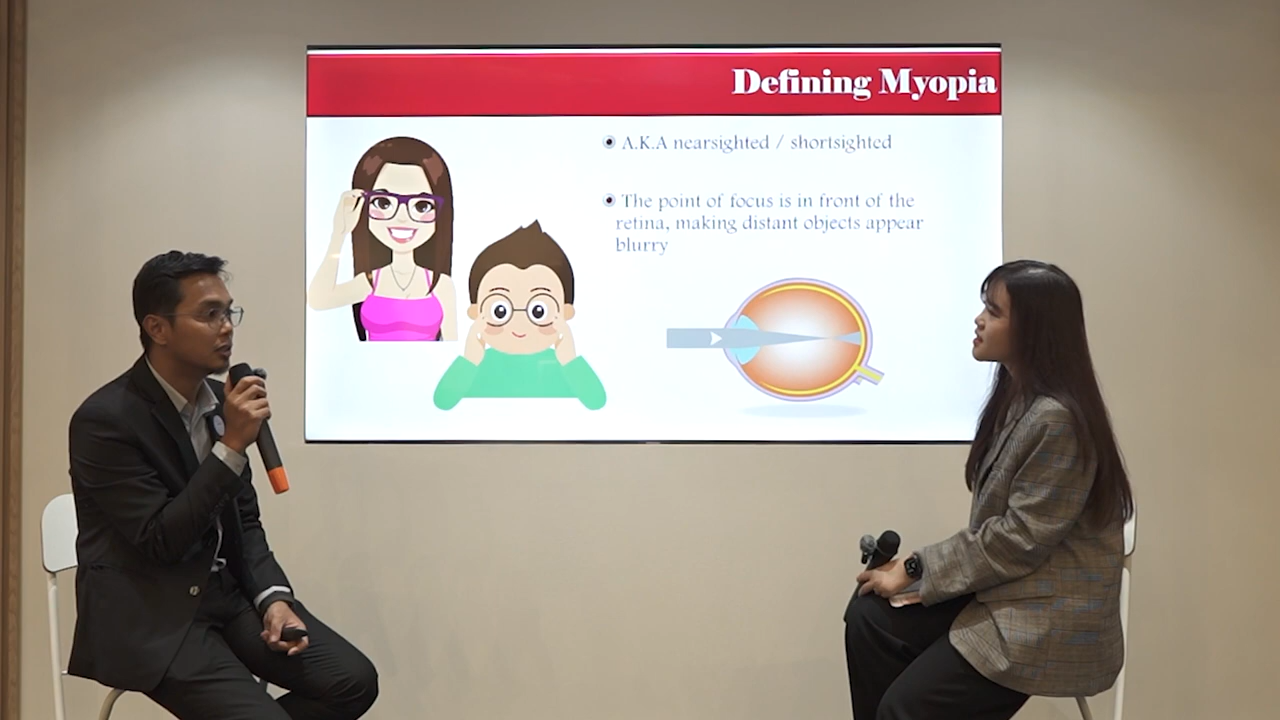 Defining Myopia
A.K.A nearsighted / shortsighted
The point of focus is in front of the
retina, making distant objects appear
blurry